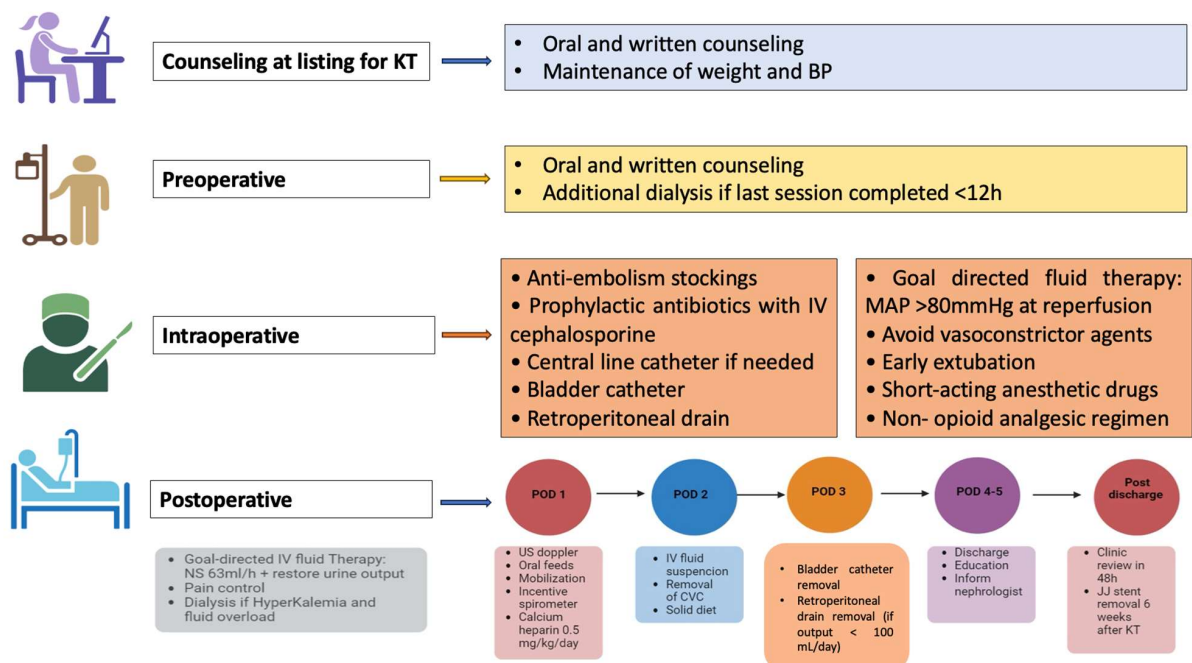 Counseling at listing for KT
• Oral and written counseling
• Maintenance of weight and BP
Preoperative
• Oral and written counseling
• Additional dialysis if last session completed <12h
Intraoperative
• Anti-embolism stockings
• Prophylactic antibiotics with IV
cephalosporine
• Central line catheter if needed
• Bladder catheter
• Retroperitoneal drain
• Goal directed fluid therapy:
MAP >80mmHg at reperfusion
• Avoid vasoconstrictor agents
• Early extubation
• Short-acting anesthetic drugs
• Non- opioid analgesic regimen
Postoperative
• Goal-directed IV fluid Therapy:
NS 63ml/h + restore urine output
• Pain control
• Dialysis if HyperKalemia and
fluid overload
POD 1
• US doppler
• Oral feeds
• Mobilization
• Incentive
spirometer
• Calcium
heparin 0.5
mg/kg/day
POD 2
• IV fluid
suspencion
• Removal
of CVC
• Solid diet
POD 3
• Bladder catheter
removal
• Retroperitoneal
drain removal (if
output < 100
mL/day)
POD 4-5
• Discharge
• Education
• Inform
nephrologist
Post
discharge
• Clinic
review in
48h
• JJ stent
removal 6
weeks
after KT